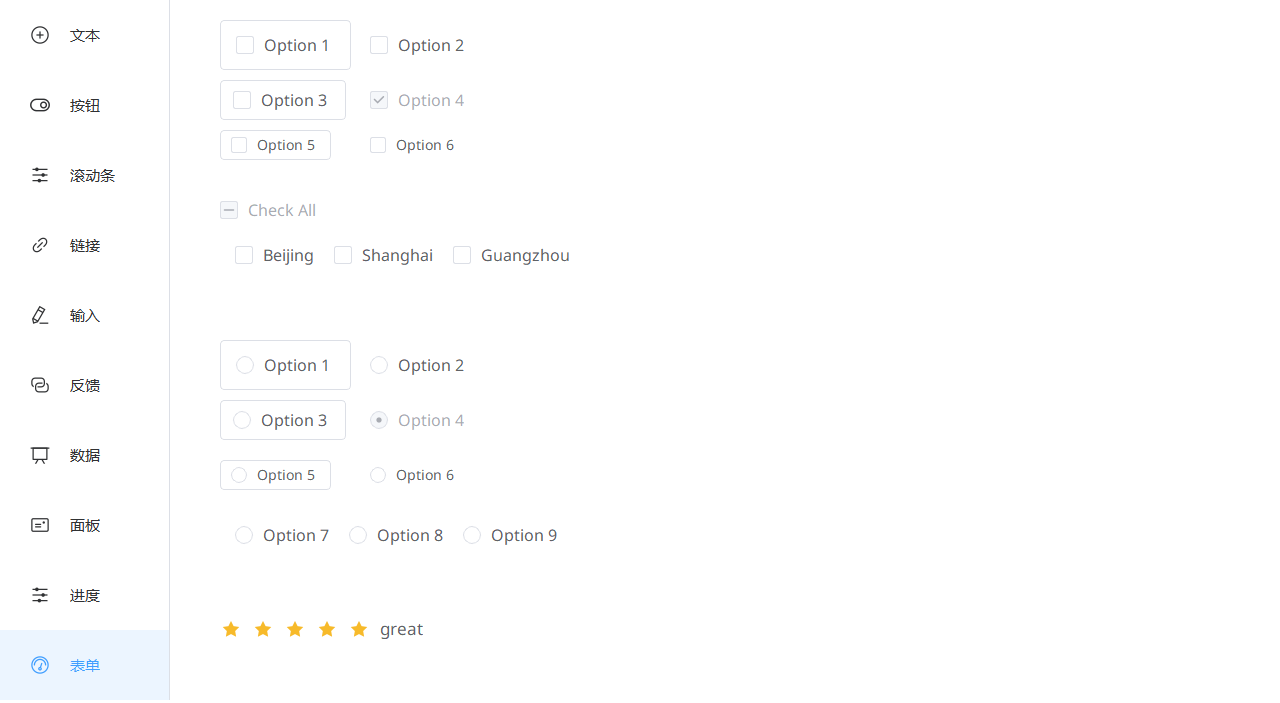 文本
按钮
滚动条
链接
输入
反馈
数据
面板
进度
表单
Option 1 Option 2
Option 3 Option 4
Option 5 Option 6
Check All
Beijing Shanghai Guangzhou
Option 1 Option 2
Option 3 Option 4
Option 5 Option 6
Option 7 Option 8 Option 9
great